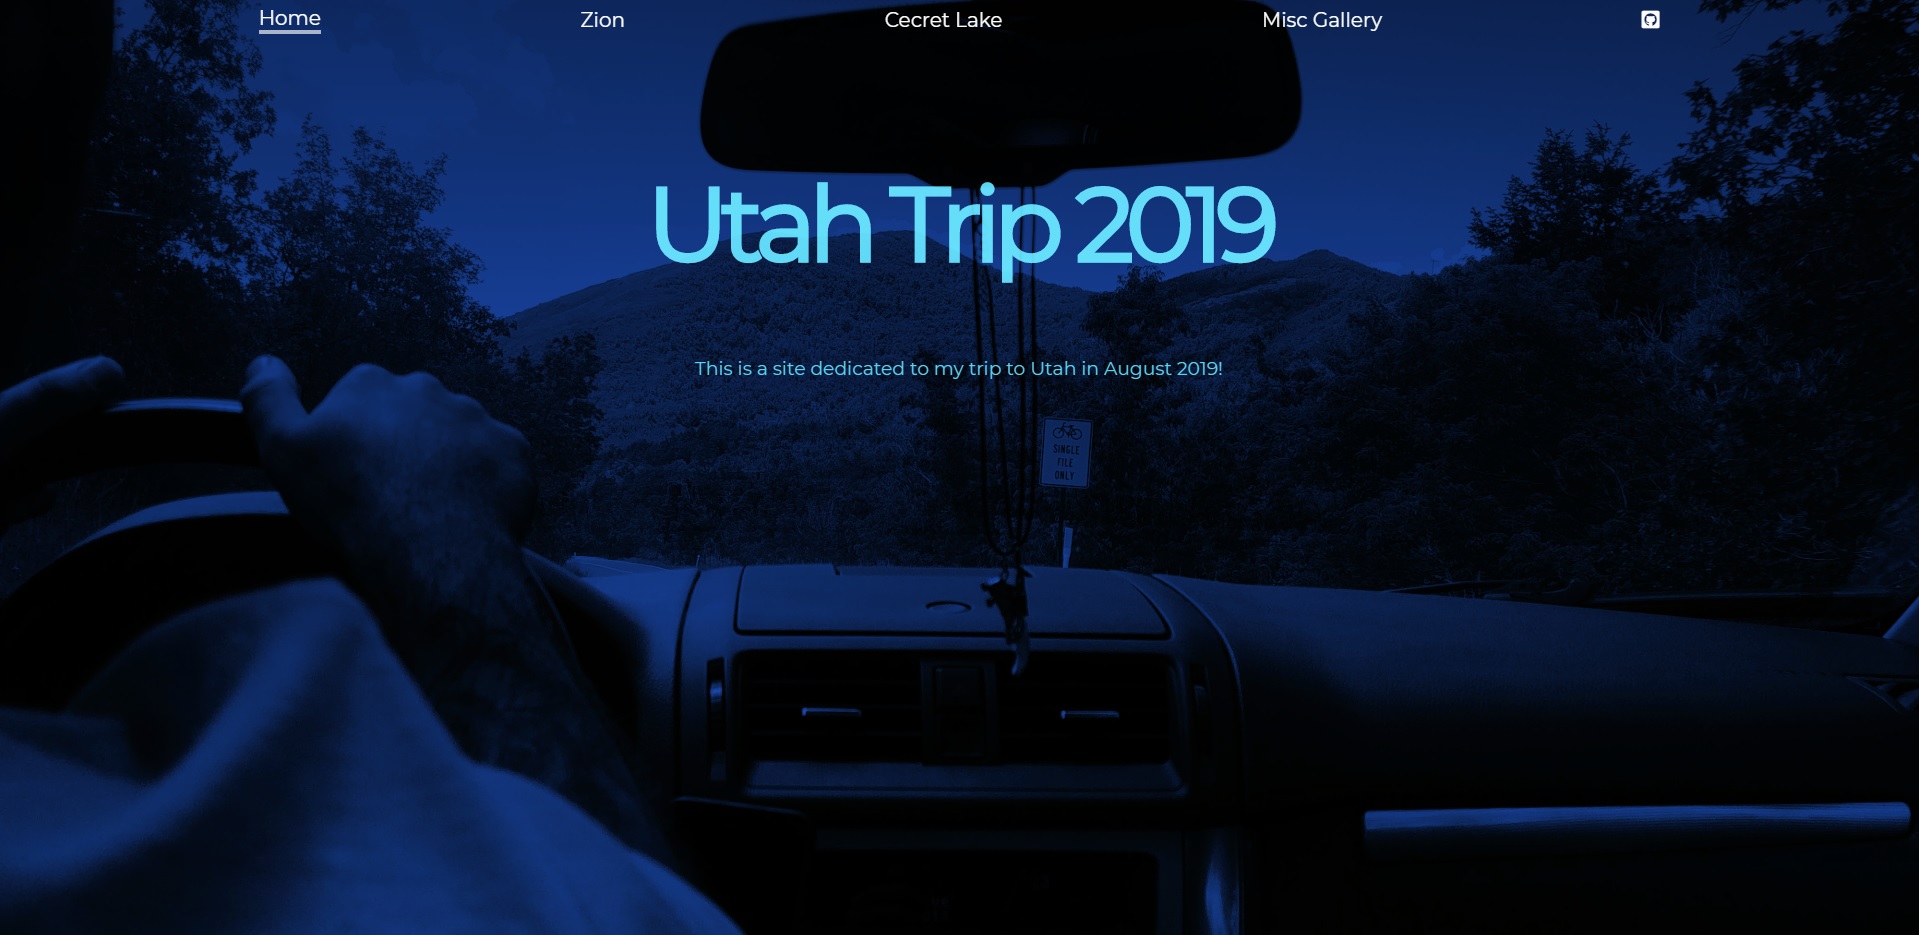 Home Zion Cecret Lake Misc Gallery
Utah Trip 2019
This is a site dedicated to my trip to Utah in August 2019!
SINGLE
FILE
ONLY